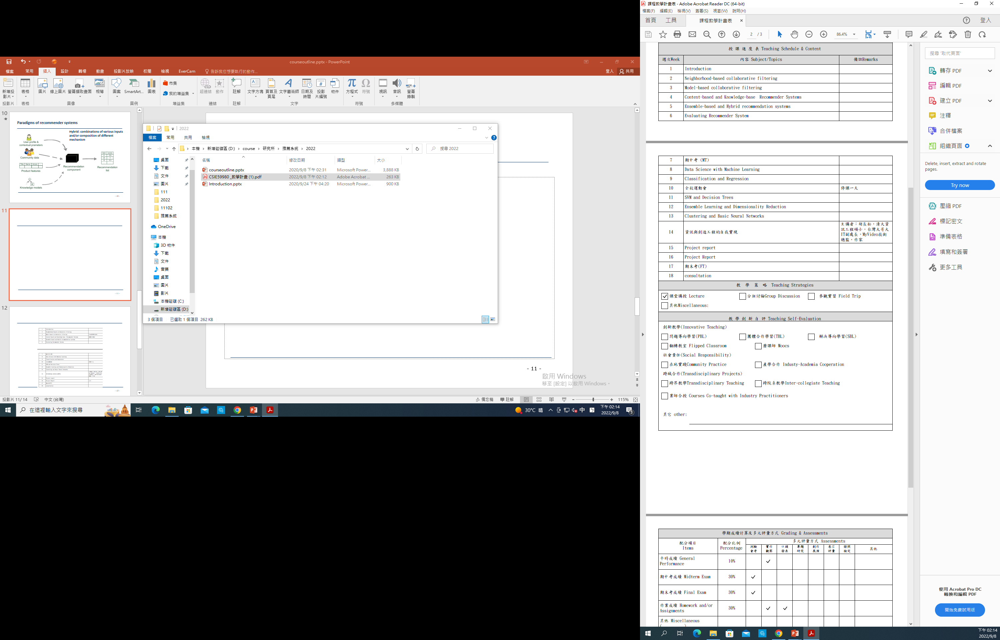 courseoutline.pptx - PowerPoint
檔案 常用 插入 設計 轉場 動畫 投影片放映 校閱 檢視 EverCam 告訴我您想要執行的動作... 登入 共用
新增投影片 表格 圖片 線上圖片 螢幕擷取畫面 相簿 圖案 SmartArt... 圖表 市集 我的增益集 超連結 動作 註解 文字方塊 頁首及頁尾 文字藝術師 日期及時間 投影片編號 物件 方程式 符號 視訊 音訊 螢幕錄製
投影片 表格 圖像 圖例 增益集 連結 註解 文字 符號 多媒體
10
Paradigms of recommender systems
Hybrid: combinations of various inputs
and/or composition of different
mechanism
User profile &
contextual prameters
Community data
Title Genre Actors
Product features
Knowledge models
Recommendation
component
Recommendation
list
- 10 -
11
- 11 -
12
- 12 -
2022
檔案 常用 共用 檢視
本機 › 新增磁碟區 (D:) › course › 研究所 › 推薦系統 › 2022
搜尋 2022
名稱 修改日期 類型 大小
courseoutline.pptx 2020/9/8 下午 02:31 Microsoft Power... 3,888 KB
CSIE59980 _教學計畫 (1).pdf 2022/9/8 下午 02:12 Adobe Acrobat ... 263 KB
Introduction.pptx 2020/9/24 下午 04:20 Microsoft Power... 900 KB
桌面
下載
文件
圖片
111
2022
11102
推薦系統
OneDrive
本機
3D 物件
下載
文件
音樂
桌面
圖片
影片
本機磁碟 (C:)
新增磁碟區 (D:)
3 個項目 已選取 1 個項目 262 KB
- 11 -
啟用 Windows
移至 [設定] 以啟用 Windows。
投影片 11/ 14 中文 (台灣) 備忘稿 註解 115%
在這裡輸入文字來搜尋
30°C 晴 中
下午 02:14
2022/9/8
3
課程教學計畫表 - Adobe Acrobat Reader DC (64-bit)
檔案(F) 編輯(E) 檢視(V) 簽署(S) 視窗(W) 說明(H)
首頁 工具 課程教學計畫表 × 登入
2 / 3 86.4%
授 課 進 度 表 Teaching Schedule & Content
週次Week 內容 Subject/Topics 備註Remarks
1 Introduction
2 Neighborhood-based collaborative filtering
3 Model-based collaborative filtering
4 Content-based and Knowledge-base Recommender Systems
5 Ensemble-based and Hybrid recommendation systems
6 Evaluating Recommender System
7 期中考 (MT)
8 Data Science with Machine Learning
9 Classification and Regression
10 全校運動會 停課一天
11 SVM and Decision Trees
12 Ensemble Learning and Dimensionality Reduction
13 Clustering and Basic Neural Networks
14 資訊與創造工程的自我實現
主講者：胡長松，清大資
訊工程碩士，台灣大哥大
IT副處長，MyVideo技術
總監，作家
15 Project report
16 Project Report
17 期末考(FT)
18 consultation
教 學 策 略 Teaching Strategies
課堂講授 Lecture 分組討論Group Discussion 參觀實習 Field Trip
其他Miscellaneous:
教 學 創 新 自 評 Teaching Self-Evaluation
創新教學(Innovative Teaching)
問題導向學習(PBL) 團體合作學習(TBL) 解決導向學習(SBL)
翻轉教室 Flipped Classroom 磨課師 Moocs
社會責任(Social Responsibility)
在地實踐Community Practice 產學合作 Industy-Academia Cooperation
跨域合作(Transdisciplinary Projects)
跨界教學Transdisciplinary Teaching 跨院系教學Inter-collegiate Teaching
業師合授 Courses Co-taught with Industry Practitioners
其它 other:
學期成績計算及多元評量方式 Grading & Assessments
配分項目
Items
配分比例
Percentage
多元評量方式 Assessments
測驗會考 實作觀察 口頭發表 專題研究 創作展演 卷宗評量 證照檢定 其他
平時成績 General
Performance
10%
期中考成績 Midterm Exam 30%
期末考成績 Final Exam 30%
作業成績 Homework and/or
Assignments
30%
其他 Miscellaneous
搜尋 '取代頁面'
轉存 PDF
編輯 PDF
建立 PDF
注釋
合併檔案
組織頁面
Delete, insert, extract and rotate
pages.
Try now
壓縮 PDF
標記密文
準備表格
填寫和簽署
更多工具
使用 Acrobat Pro DC
轉換和編輯 PDF
開始免費試用版
下午 02:14
2022/9/8